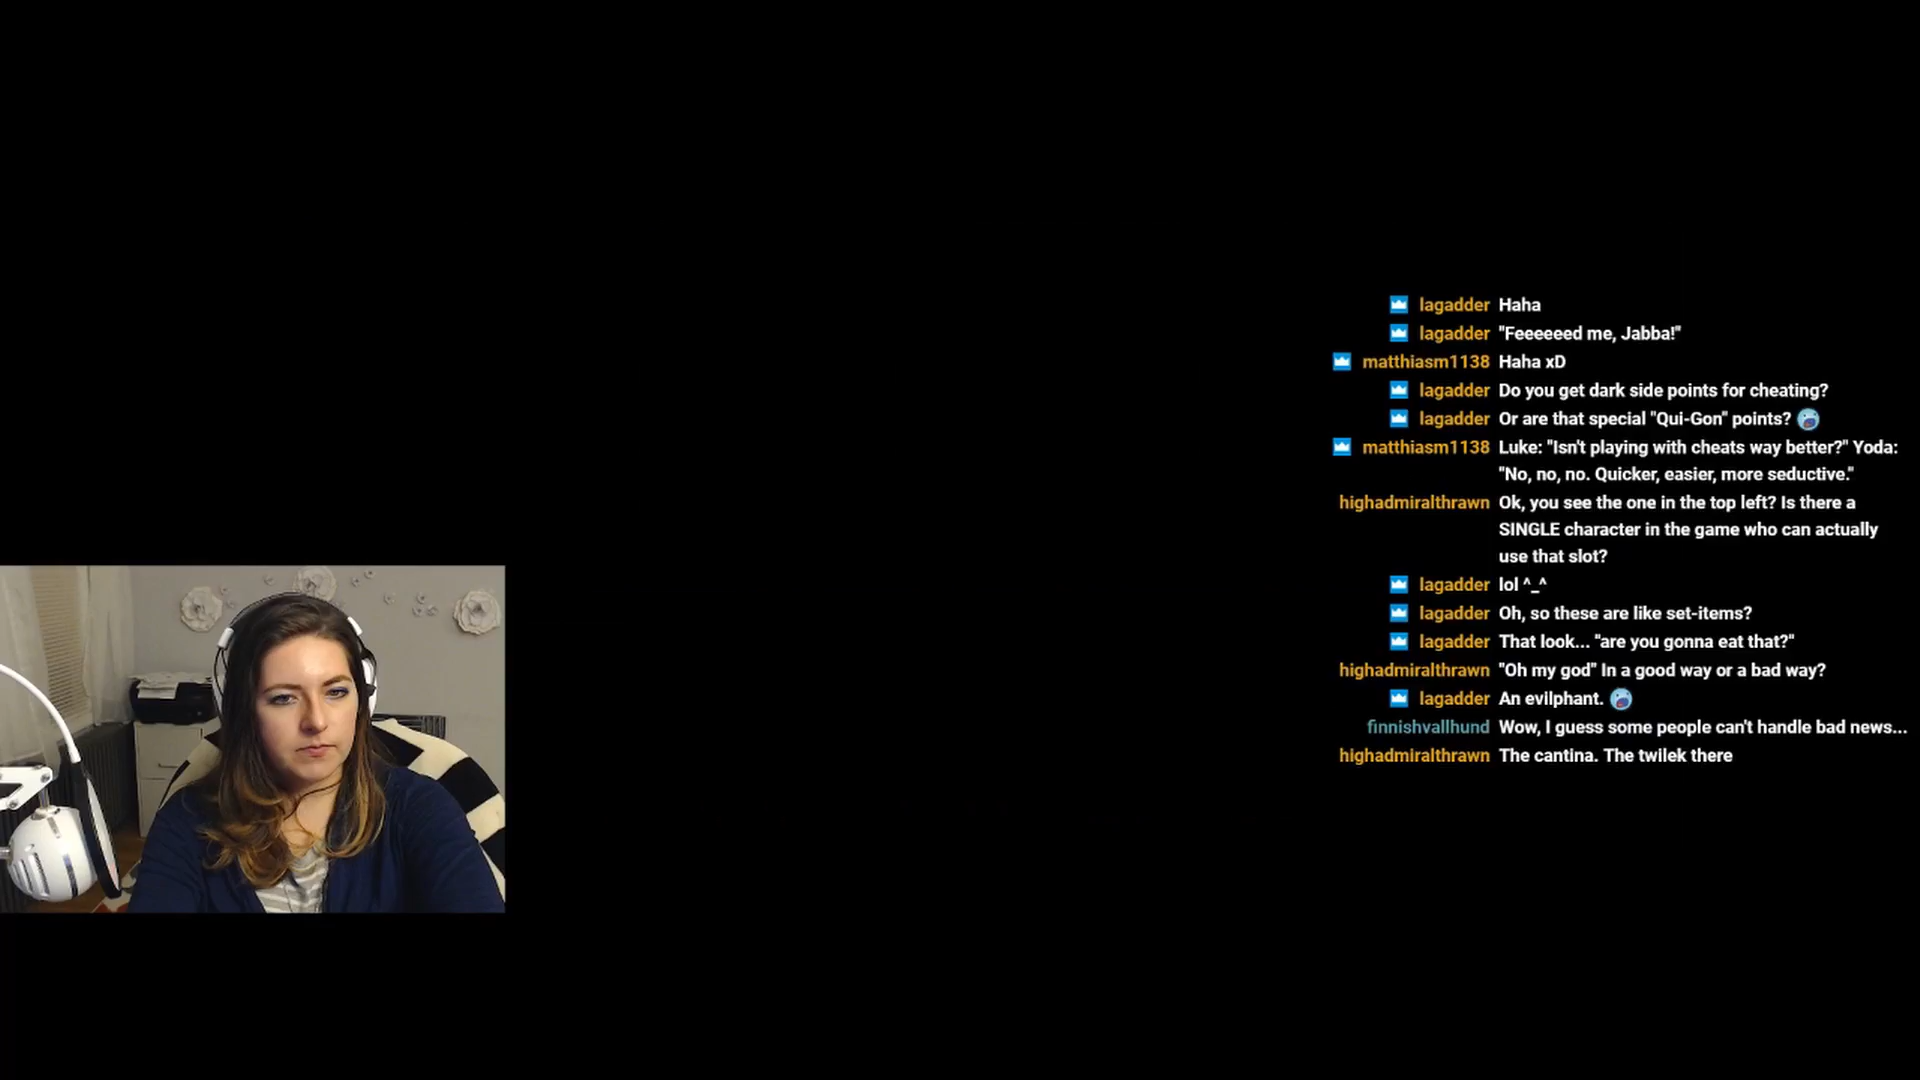 lagadder Haha
lagadder "Feeeeeed me, Jabba!"
matthiasm1138 Haha xD
lagadder Do you get dark side points for cheating?
lagadder Or are that special "Qui-Gon" points?
matthiasm1138 Luke: "Isn't playing with cheats way better?" Yoda:
"No, no, no. Quicker, easier, more seductive."
highadmiralthrawn Ok, you see the one in the top left? Is there a
SINGLE character in the game who can actually
use that slot?
lagadder lol ^_^
lagadder Oh, so these are like set-items?
lagadder That look... "are you gonna eat that?"
highadmiralthrawn "Oh my god" In a good way or a bad way?
lagadder An evilphant.
finnishvallhund Wow, I guess some people can't handle bad news...
highadmiralthrawn The cantina. The twilek there